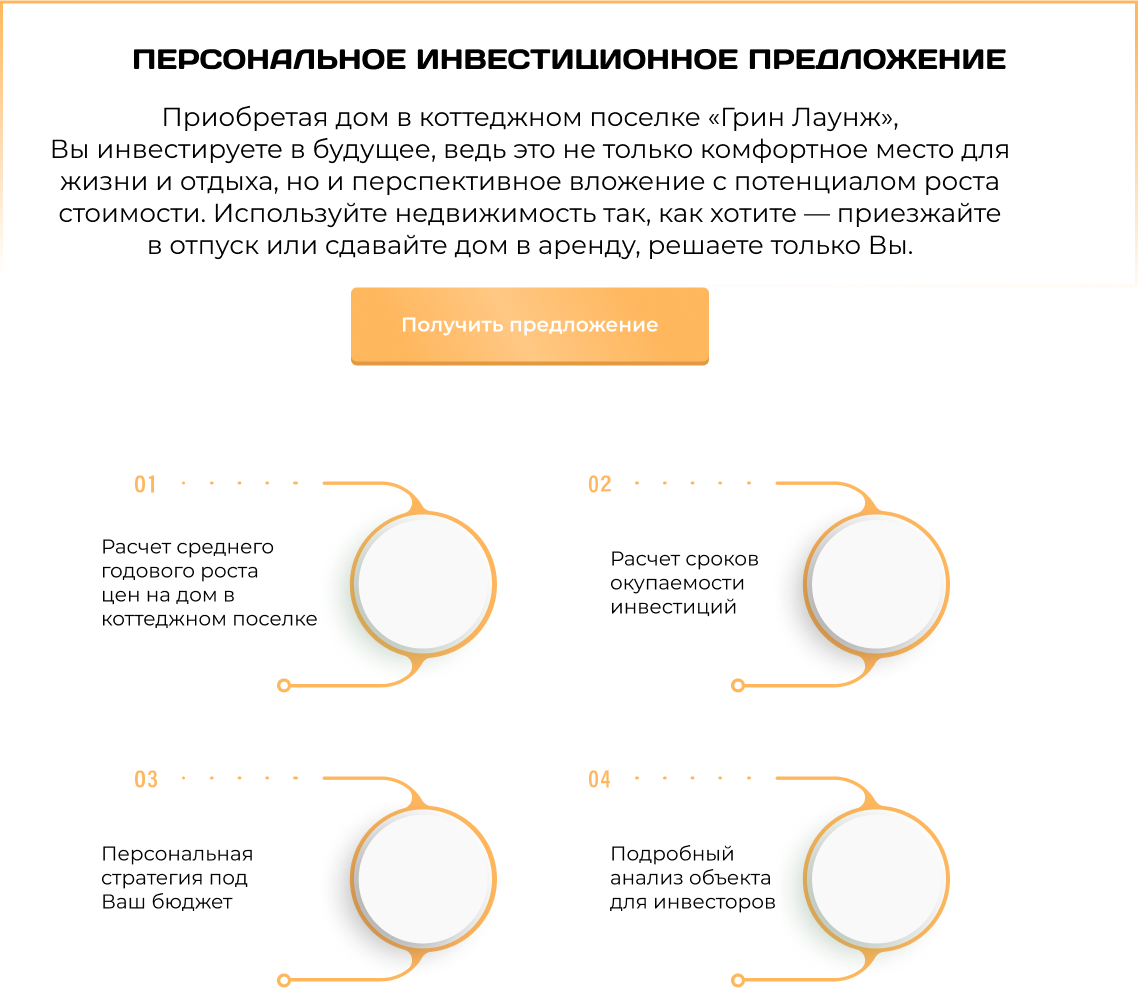 ПЕРСОНАЛЬНОЕ ИНВЕСТИЦИОННОЕ ПРЕДЛОЖЕНИЕ
Приобретая дом в коттеджном поселке «Грин Лаунж»,
Вы инвестируете в будущее, ведь это не только комфортное место для
жизни и отдыха, но и перспективное вложение с потенциалом роста
стоимости. Используйте недвижимость так, как хотите — приезжайте
в отпуск или сдавайте дом в аренду, решаете только Вы.
Получить предложение
01
Расчет среднего
годового роста
цен на дом в
коттеджном поселке
02
Расчет сроков
окупаемости
инвестиций
03
Персональная
стратегия под
Ваш бюджет
04
Подробный
анализ объекта
для инвесторов